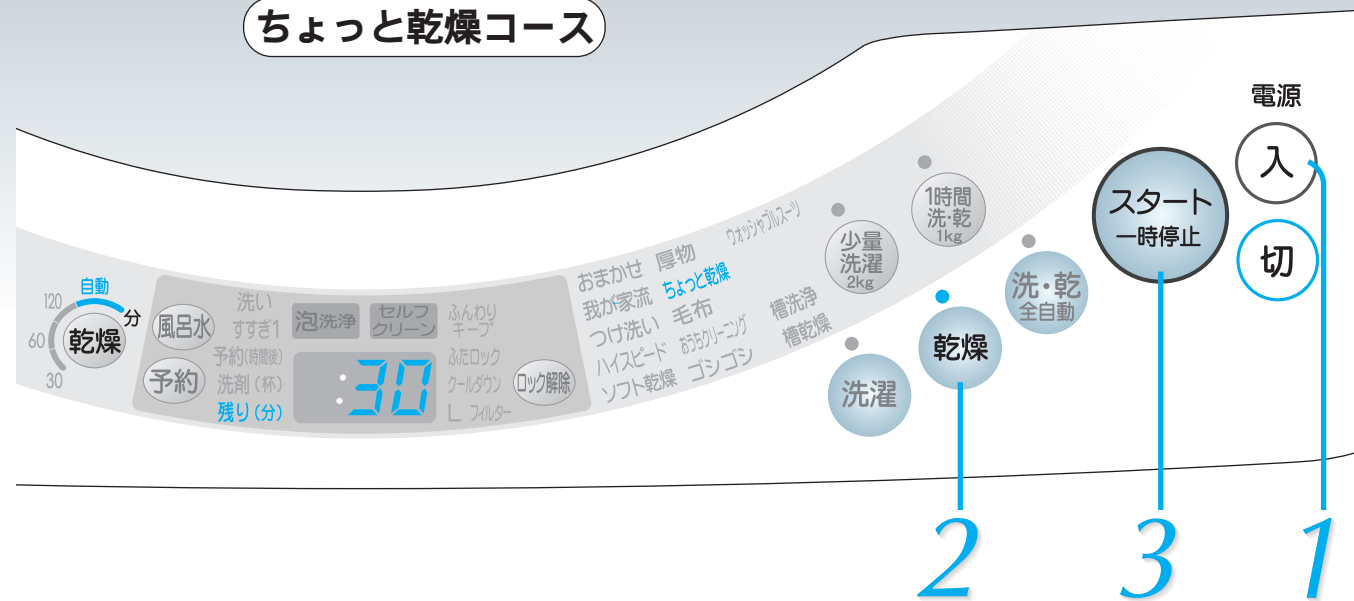 ちょっと乾燥コース
電源
入
切
スタート
一時停止
1時間
洗・乾
1kg
少量
洗濯
2kg
洗・乾
全自動
乾燥
洗濯
ウォッシャブルスーツ
おまかせ 厚物
我が家流 ちょっと乾燥
つけ洗い 毛布 槽洗浄
ハイスピード おうちクリーニング 槽乾燥
ソフト乾燥 ゴシゴシ
自動
120
60
30
分
乾燥
風呂水
予約
洗い
すすぎ1
予約(時間後)
洗剤(杯)
残り(分)
泡洗浄
セルフ
クリーン
:30
ふんわり
キープ
ふたロック
クールダウン
フィルター
ロック解除
2
3
1